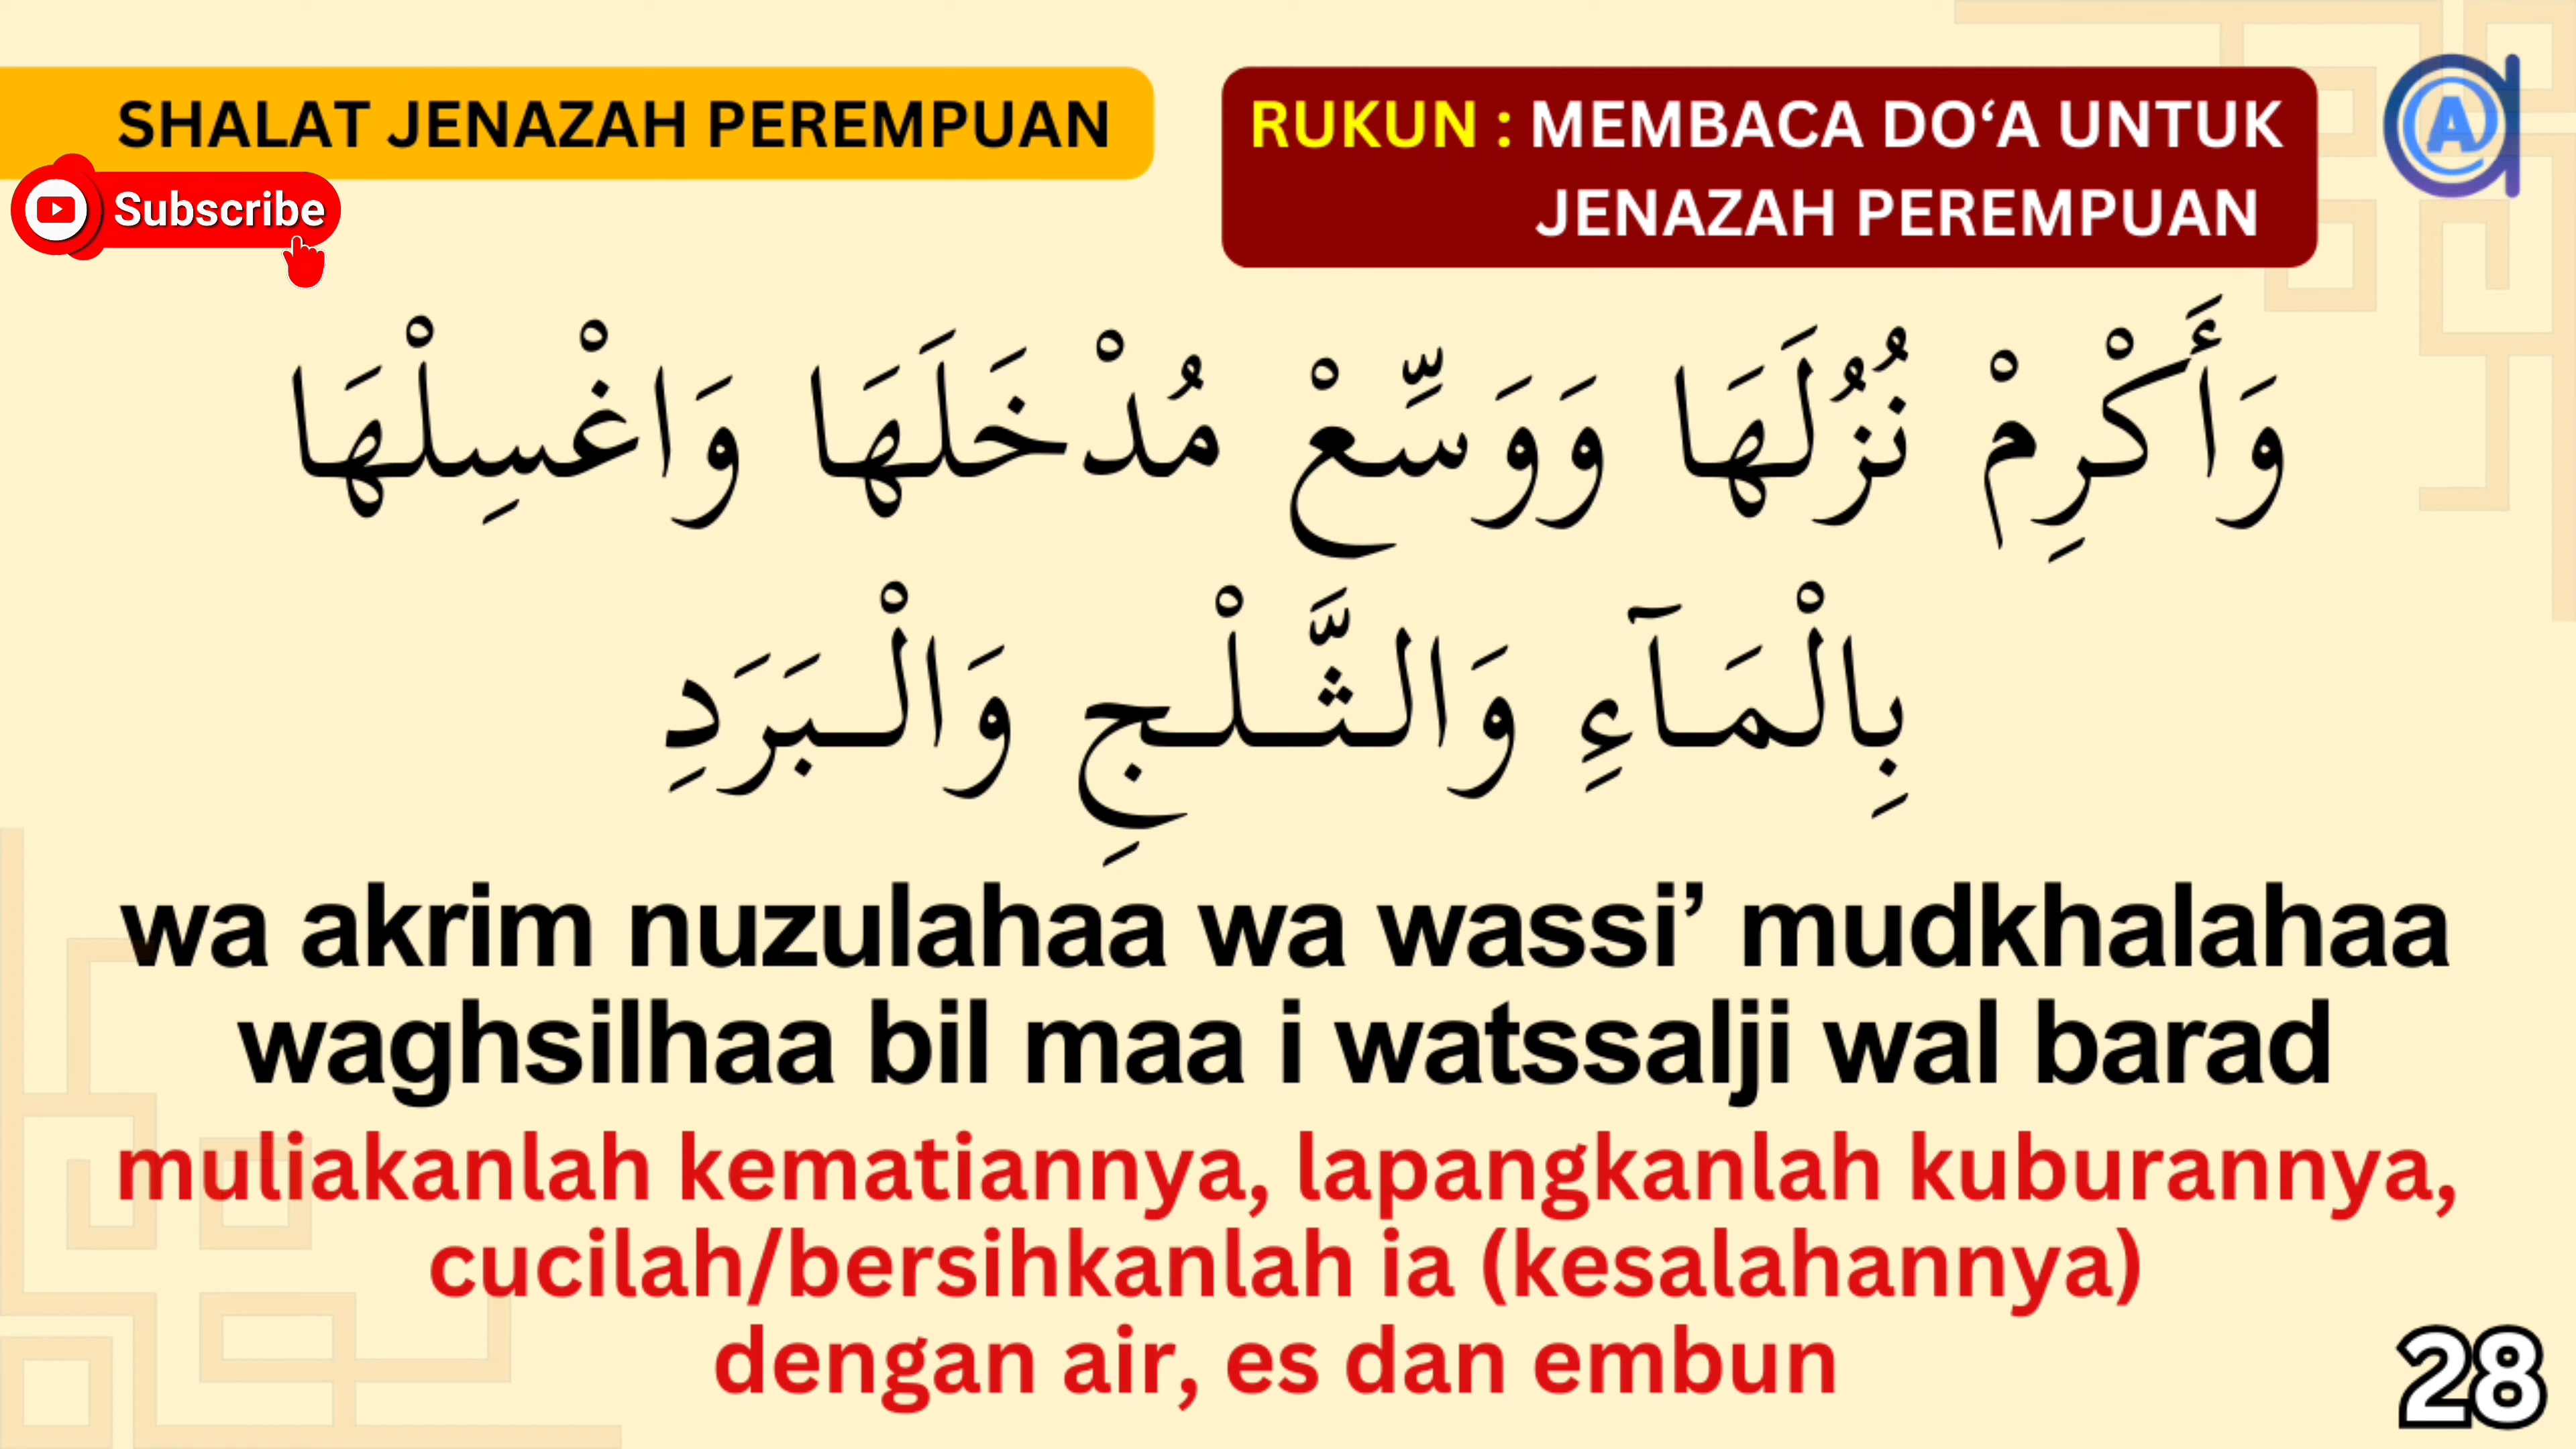 SHALAT JENAZAH PEREMPUAN
RUKUN : MEMBACA DO‘A UNTUK
JENAZAH PEREMPUAN
Subscribe
وَأَكْرِمْ نُزُلَهَا وَوَسِّعْ مُدْخَلَهَا وَاغْسِلْهَا
بِالْمَـآءِ وَالـثَّـلْـجِ وَالْـبَرَدِ
wa akrim nuzulahaa wa wassi’ mudkhalahaa
waghsilhaa bil maa i watssalji wal barad
muliakanlah kematiannya, lapangkanlah kuburannya,
cucilah/bersihkanlah ia (kesalahannya)
dengan air, es dan embun
28